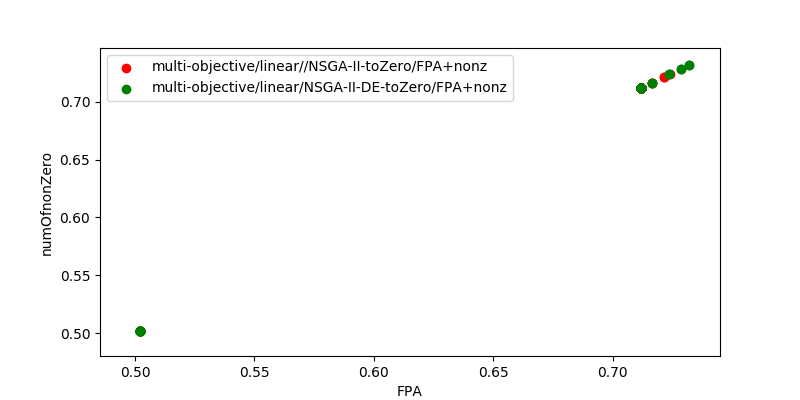 multi-objective/linear//NSGA-II-toZero/FPA+nonz
multi-objective/linear/NSGA-II-DE-toZero/FPA+nonz
0.70
0.65
0.60
0.55
0.50
numOfnonZero
0.50 0.55 0.60 0.65 0.70
FPA